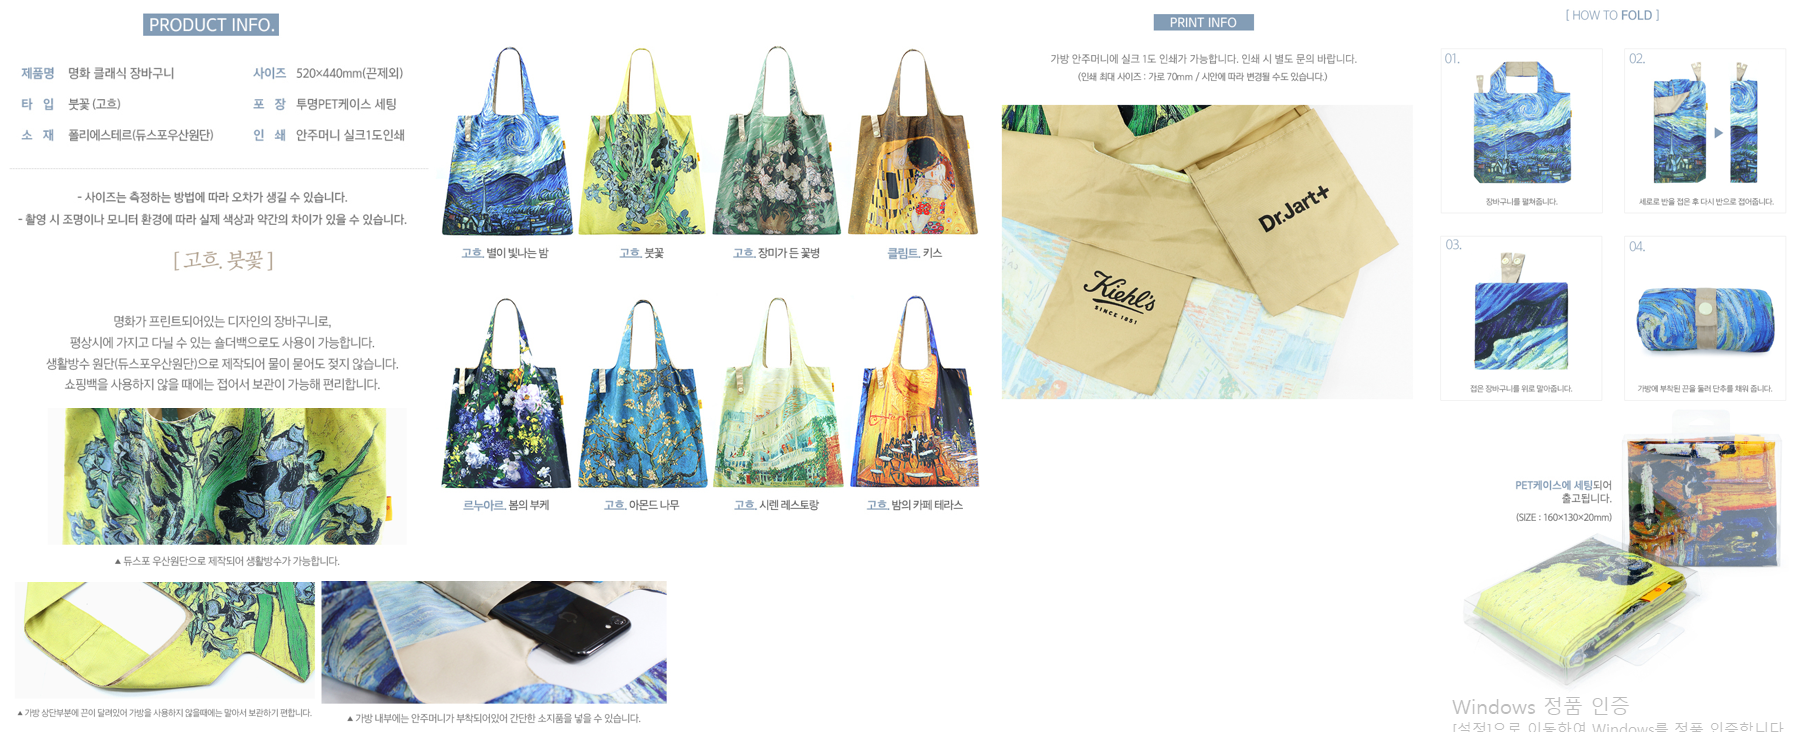 PRODUCT INFO.
제품명 명화 클래식 장바구니
사이즈 520×440mm(끈제외)
타 입 붓꽃 (고흐)
포 장 투명PET케이스 세팅
소 재 폴리에스테르(듀스포우산원단)
인 쇄 안주머니 실크1도인쇄
- 사이즈는 측정하는 방법에 따라 오차가 생길 수 있습니다.
- 촬영 시 조명이나 모니터 환경에 따라 실제 색상과 약간의 차이가 있을 수 있습니다.
[ 고흐. 붓꽃 ]
명화가 프린트되어있는 디자인의 장바구니로,
평상시에 가지고 다닐 수 있는 숄더백으로도 사용이 가능합니다.
생활방수 원단(듀스포우산원단)으로 제작되어 물이 묻어도 젖지 않습니다.
쇼핑백을 사용하지 않을 때에는 접어서 보관이 가능해 편리합니다.
▲ 듀스포 우산원단으로 제작되어 생활방수가 가능합니다.
▲ 가방 상단부분에 끈이 달려있어 가방을 사용하지 않을때에는 말아서 보관하기 편합니다.
▲ 가방 내부에는 안주머니가 부착되어있어 간단한 소지품을 넣을 수 있습니다.
고흐. 별이 빛나는 밤
고흐. 붓꽃
고흐. 장미가 든 꽃병
클림트. 키스
르누아르. 봄의 부케
고흐. 아몬드 나무
고흐. 시렌 레스토랑
고흐. 밤의 카페 테라스
PRINT INFO
가방 안주머니에 실크 1도 인쇄가 가능합니다. 인쇄 시 별도 문의 바랍니다.
(인쇄 최대 사이즈 : 가로 70mm / 시안에 따라 변경될 수도 있습니다.)
Dr.Jart+
Kiehl's
SINCE 1851
[ HOW TO FOLD ]
01.
장바구니를 펼쳐줍니다.
02.
세로로 반을 접은 후 다시 반으로 접어줍니다.
03.
접은 장바구니를 위로 말아줍니다.
04.
가방에 부착된 끈을 둘러 단추를 채워 줍니다.
PET케이스에 세팅되어
출고됩니다.
(SIZE : 160×130×20mm)
Windows 정품 인증
[설정]으로 이동하여 Windows를 정품 인증합니다